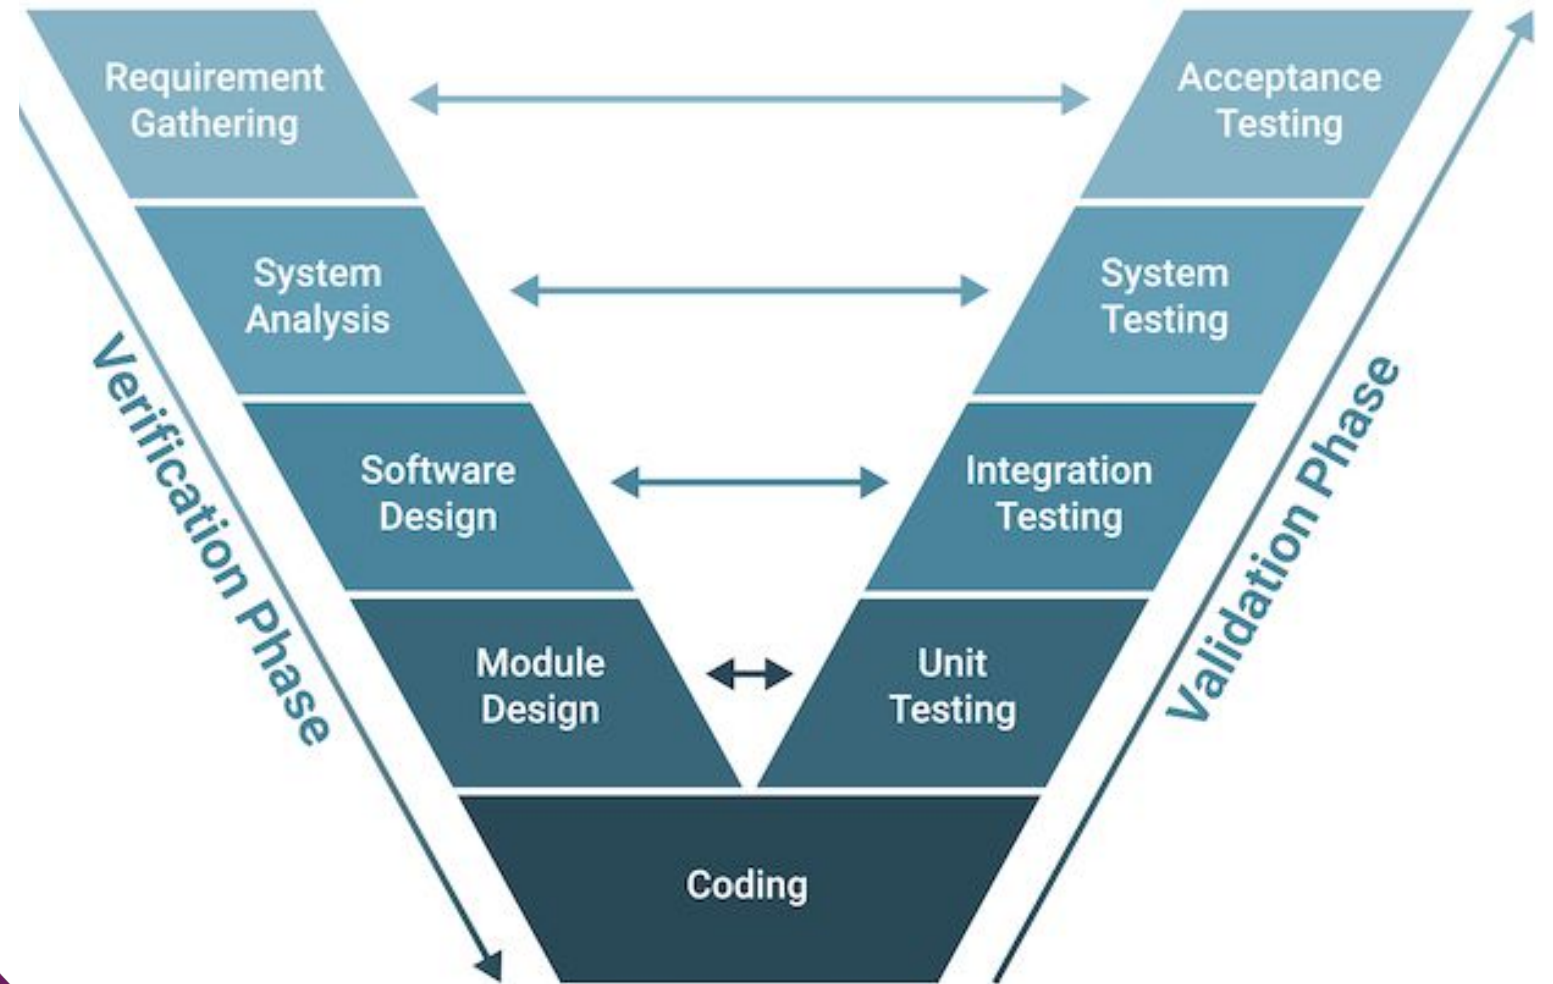 Requirement
Gathering
Acceptance
Testing
System
Analysis
System
Testing
Software
Design
Integration
Testing
Module
Design
Unit
Testing
Coding
Verification Phase
Validation Phase